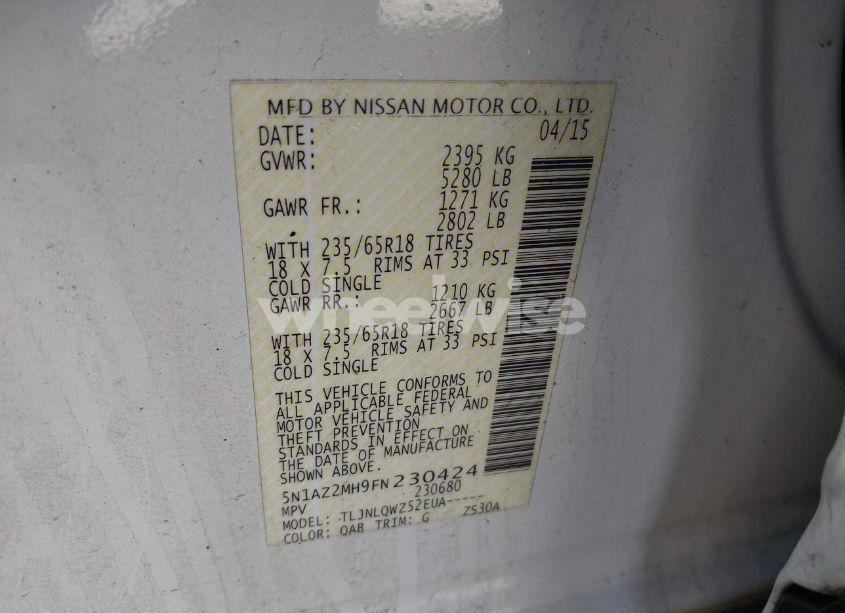 MFD BY NISSAN MOTOR CO., LTD.
DATE: 04/15
GVWR: 2395 KG
5280 LB
GAWR FR.: 1271 KG
2802 LB
WITH 235/65R18 TIRES
18 X 7.5 RIMS AT 33 PSI
COLD SINGLE
GAWR RR.: 1210 KG
2667 LB
WITH 235/65R18 TIRES
18 X 7.5 RIMS AT 33 PSI
COLD SINGLE
THIS VEHICLE CONFORMS TO
ALL APPLICABLE FEDERAL
MOTOR VEHICLE SAFETY AND
THEFT PREVENTION
STANDARDS IN EFFECT ON
THE DATE OF MANUFACTURE
SHOWN ABOVE.
5N1AZ2MH9FN230424
MPV 230680
MODEL: TLJNLQWZ52EUA-----
COLOR: QAB TRIM: G ZS30A
wheelwise